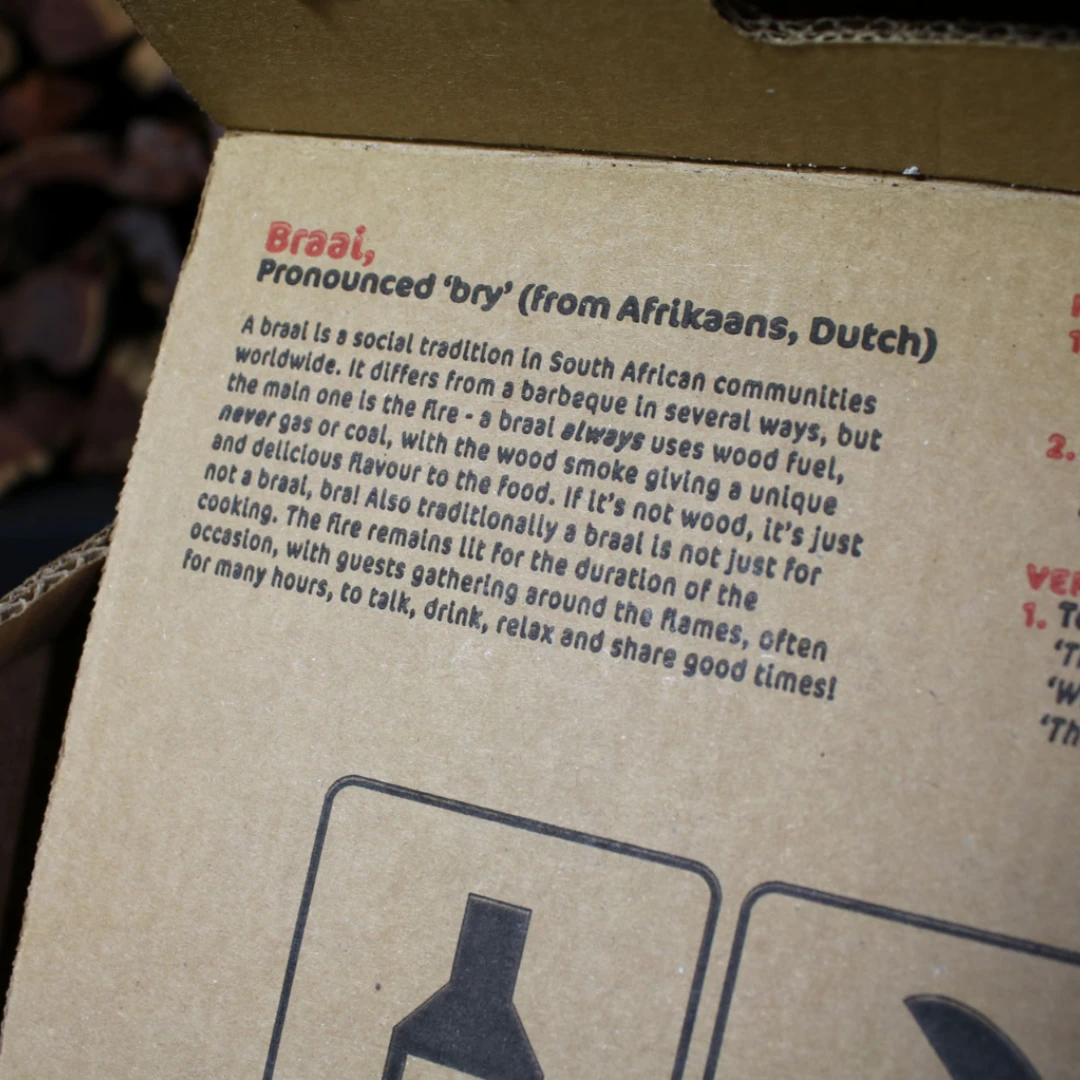 Braai,
Pronounced ‘bry’ (from Afrikaans, Dutch)
A braai is a social tradition in South African communities
worldwide. It differs from a barbeque in several ways, but
the main one is the fire - a braai always uses wood fuel,
never gas or coal, with the wood smoke giving a unique
and delicious flavour to the food. If it’s not wood, it’s just
not a braai, bra! Also traditionally a braai is not just for
cooking. The fire remains lit for the duration of the
occasion, with guests gathering around the flames, often
for many hours, to talk, drink, relax and share good times!
2.
1.